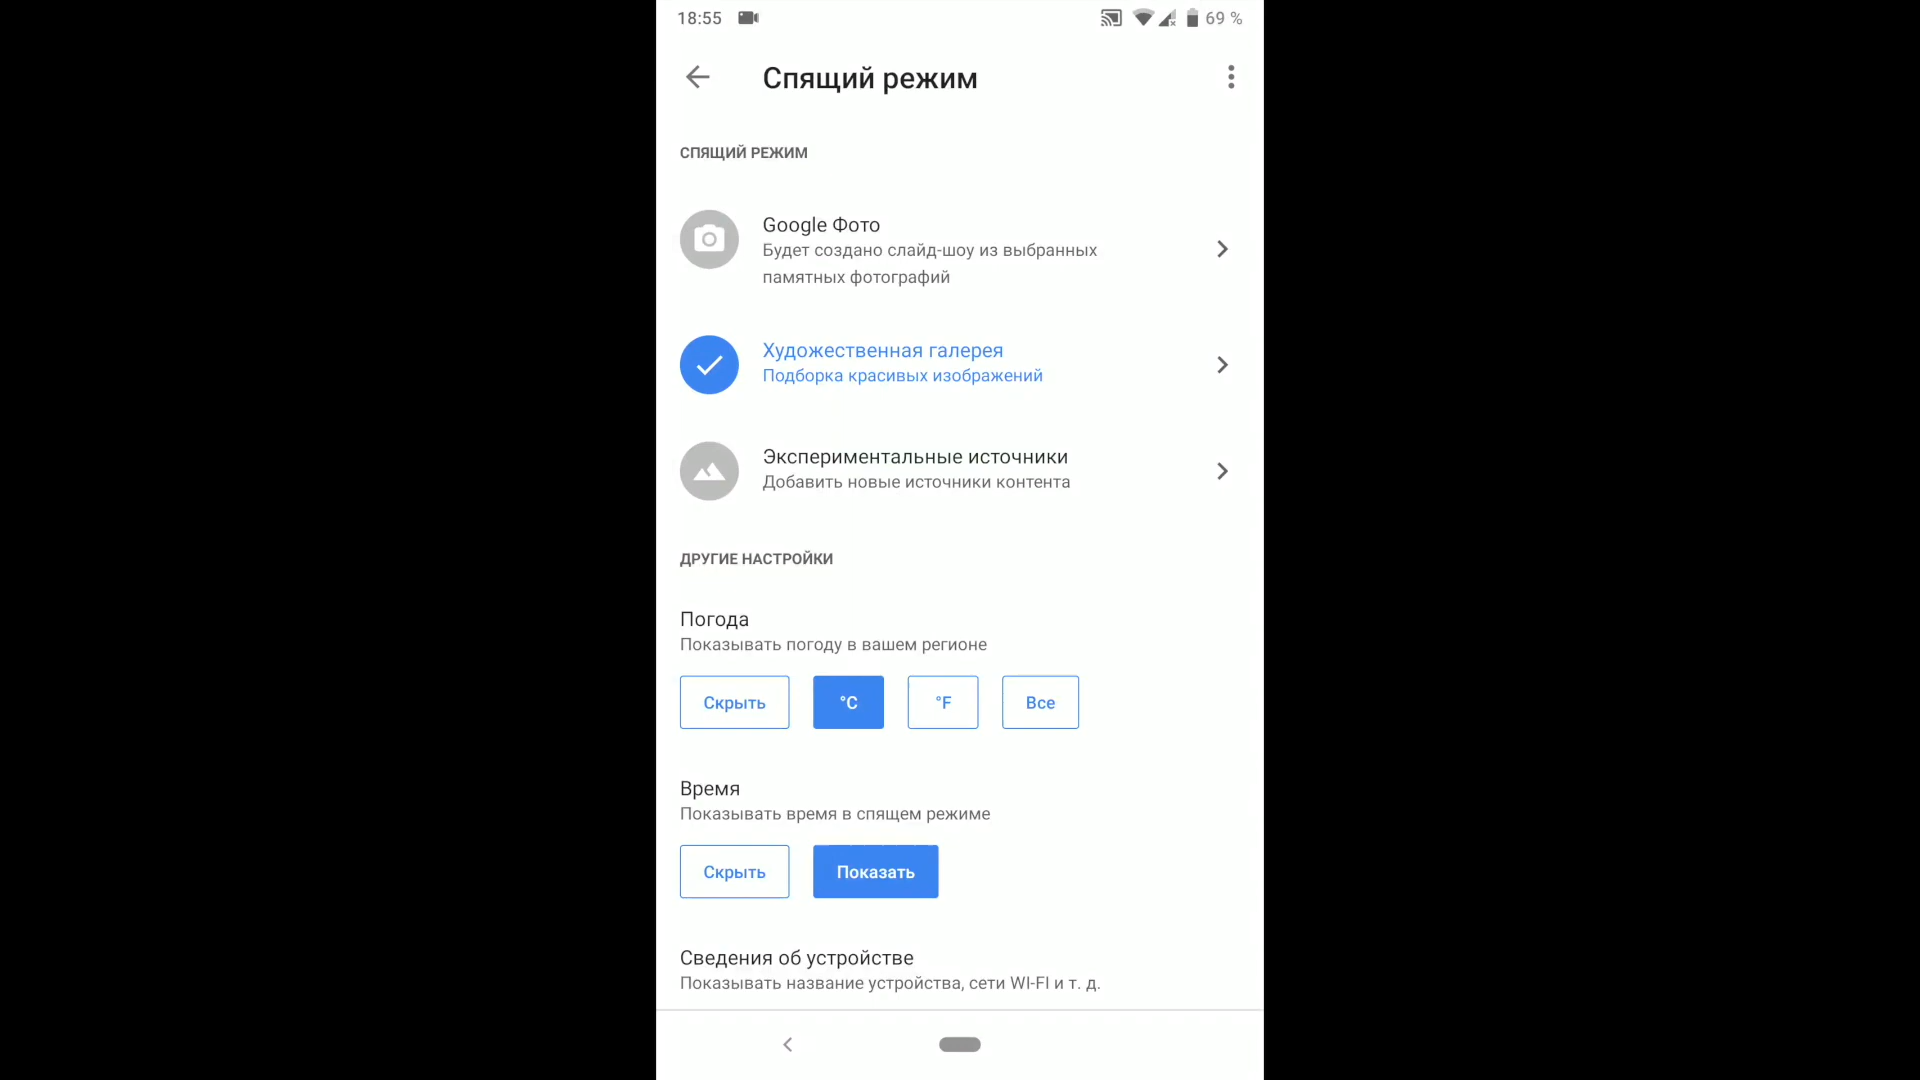 18:55
69 %
Спящий режим
СПЯЩИЙ РЕЖИМ
Google Фото
Будет создано слайд-шоу из выбранных
памятных фотографий
Художественная галерея
Подборка красивых изображений
Экспериментальные источники
Добавить новые источники контента
ДРУГИЕ НАСТРОЙКИ
Погода
Показывать погоду в вашем регионе
Скрыть °C °F Все
Время
Показывать время в спящем режиме
Скрыть Показать
Сведения об устройстве
Показывать название устройства, сети WI-FI и т. д.